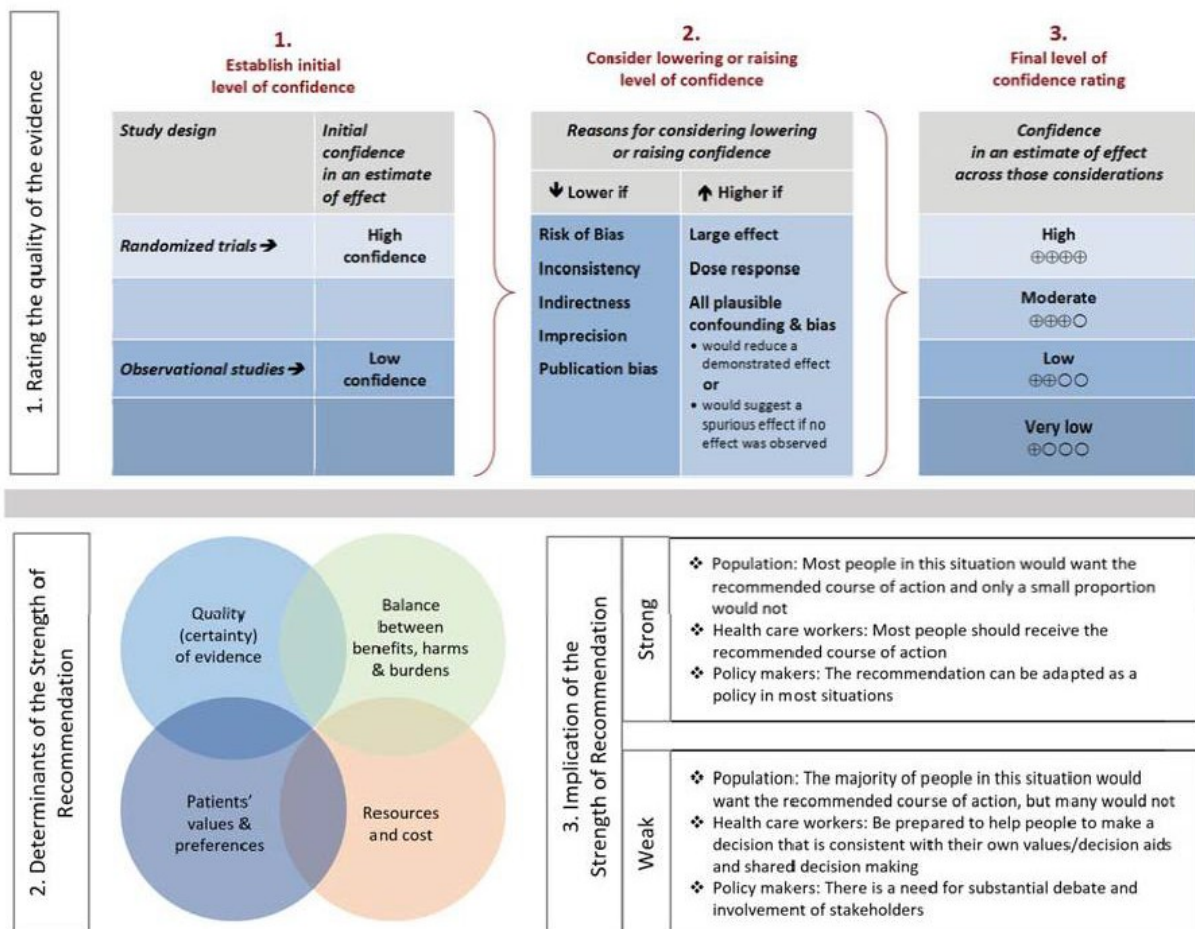 1. Rating the quality of the evidence
1.
Establish initial
level of confidence
Study design
Initial
confidence
in an estimate
of effect
Randomized trials ➔
High
confidence
Observational studies ➔
Low
confidence
2.
Consider lowering or raising
level of confidence
Reasons for considering lowering
or raising confidence
🡇 Lower if
🡅 Higher if
Risk of Bias
Inconsistency
Indirectness
Imprecision
Publication bias
Large effect
Dose response
All plausible
confounding & bias
• would reduce a
demonstrated effect
or
• would suggest a
spurious effect if no
effect was observed
3.
Final level of
confidence rating
Confidence
in an estimate of effect
across those considerations
High
⊕⊕⊕⊕
Moderate
⊕⊕⊕○
Low
⊕⊕○○
Very low
⊕○○○
2. Determinants of the Strength of
Recommendation
Quality
(certainty)
of evidence
Balance
between
benefits, harms
& burdens
Patients'
values &
preferences
Resources
and cost
3. Implication of the
Strength of Recommendation
Strong
❖ Population: Most people in this situation would want the
recommended course of action and only a small proportion
would not
❖ Health care workers: Most people should receive the
recommended course of action
❖ Policy makers: The recommendation can be adapted as a
policy in most situations
Weak
❖ Population: The majority of people in this situation would
want the recommended course of action, but many would not
❖ Health care workers: Be prepared to help people to make a
decision that is consistent with their own values/decision aids
and shared decision making
❖ Policy makers: There is a need for substantial debate and
involvement of stakeholders